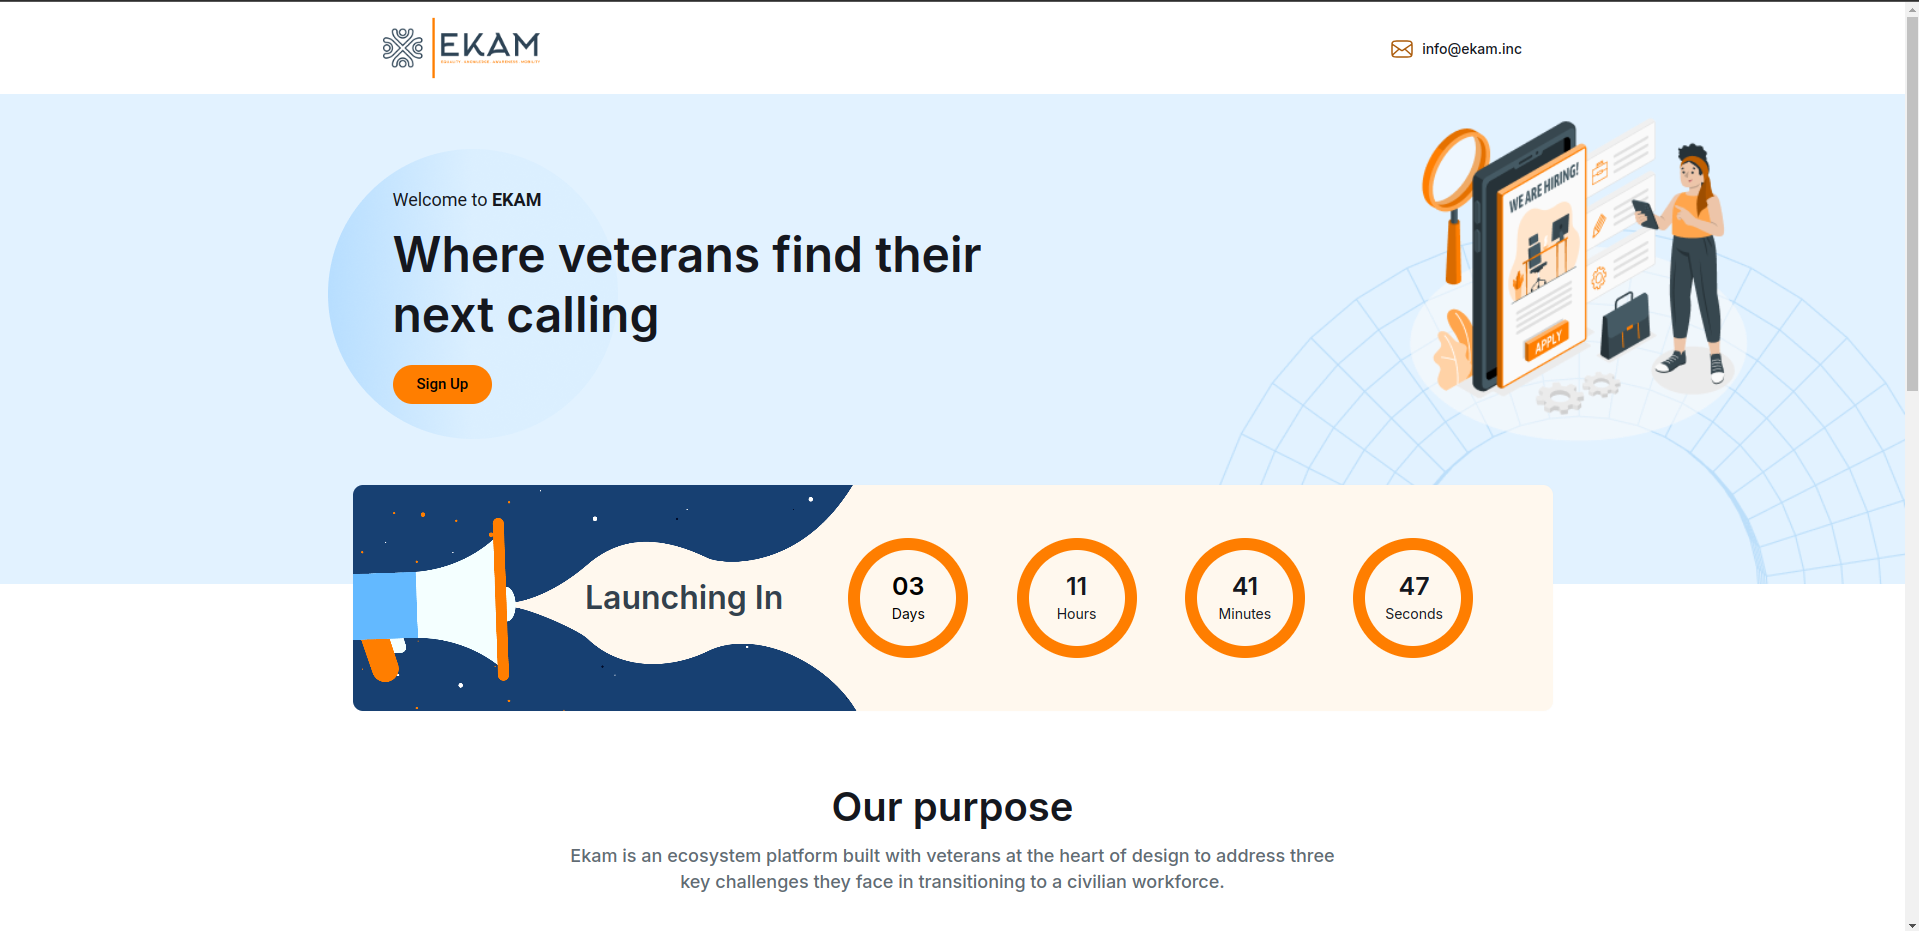 EKAM
EQUALITY. KNOWLEDGE. AWARENESS. MOBILITY
info@ekam.inc
Welcome to EKAM
Where veterans find their
next calling
Sign Up
WE ARE HIRING!
APPLY
Launching In
03
Days
11
Hours
41
Minutes
47
Seconds
Our purpose
Ekam is an ecosystem platform built with veterans at the heart of design to address three
key challenges they face in transitioning to a civilian workforce.